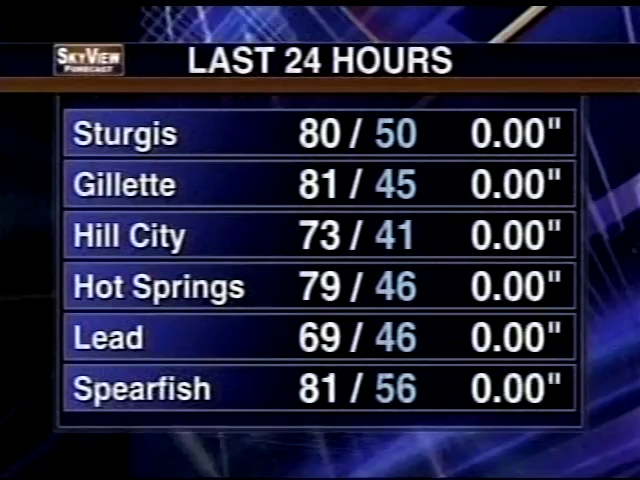 SKYVIEW
FORECAST
LAST 24 HOURS
Sturgis 80 / 50 0.00"
Gillette 81 / 45 0.00"
Hill City 73 / 41 0.00"
Hot Springs 79 / 46 0.00"
Lead 69 / 46 0.00"
Spearfish 81 / 56 0.00"